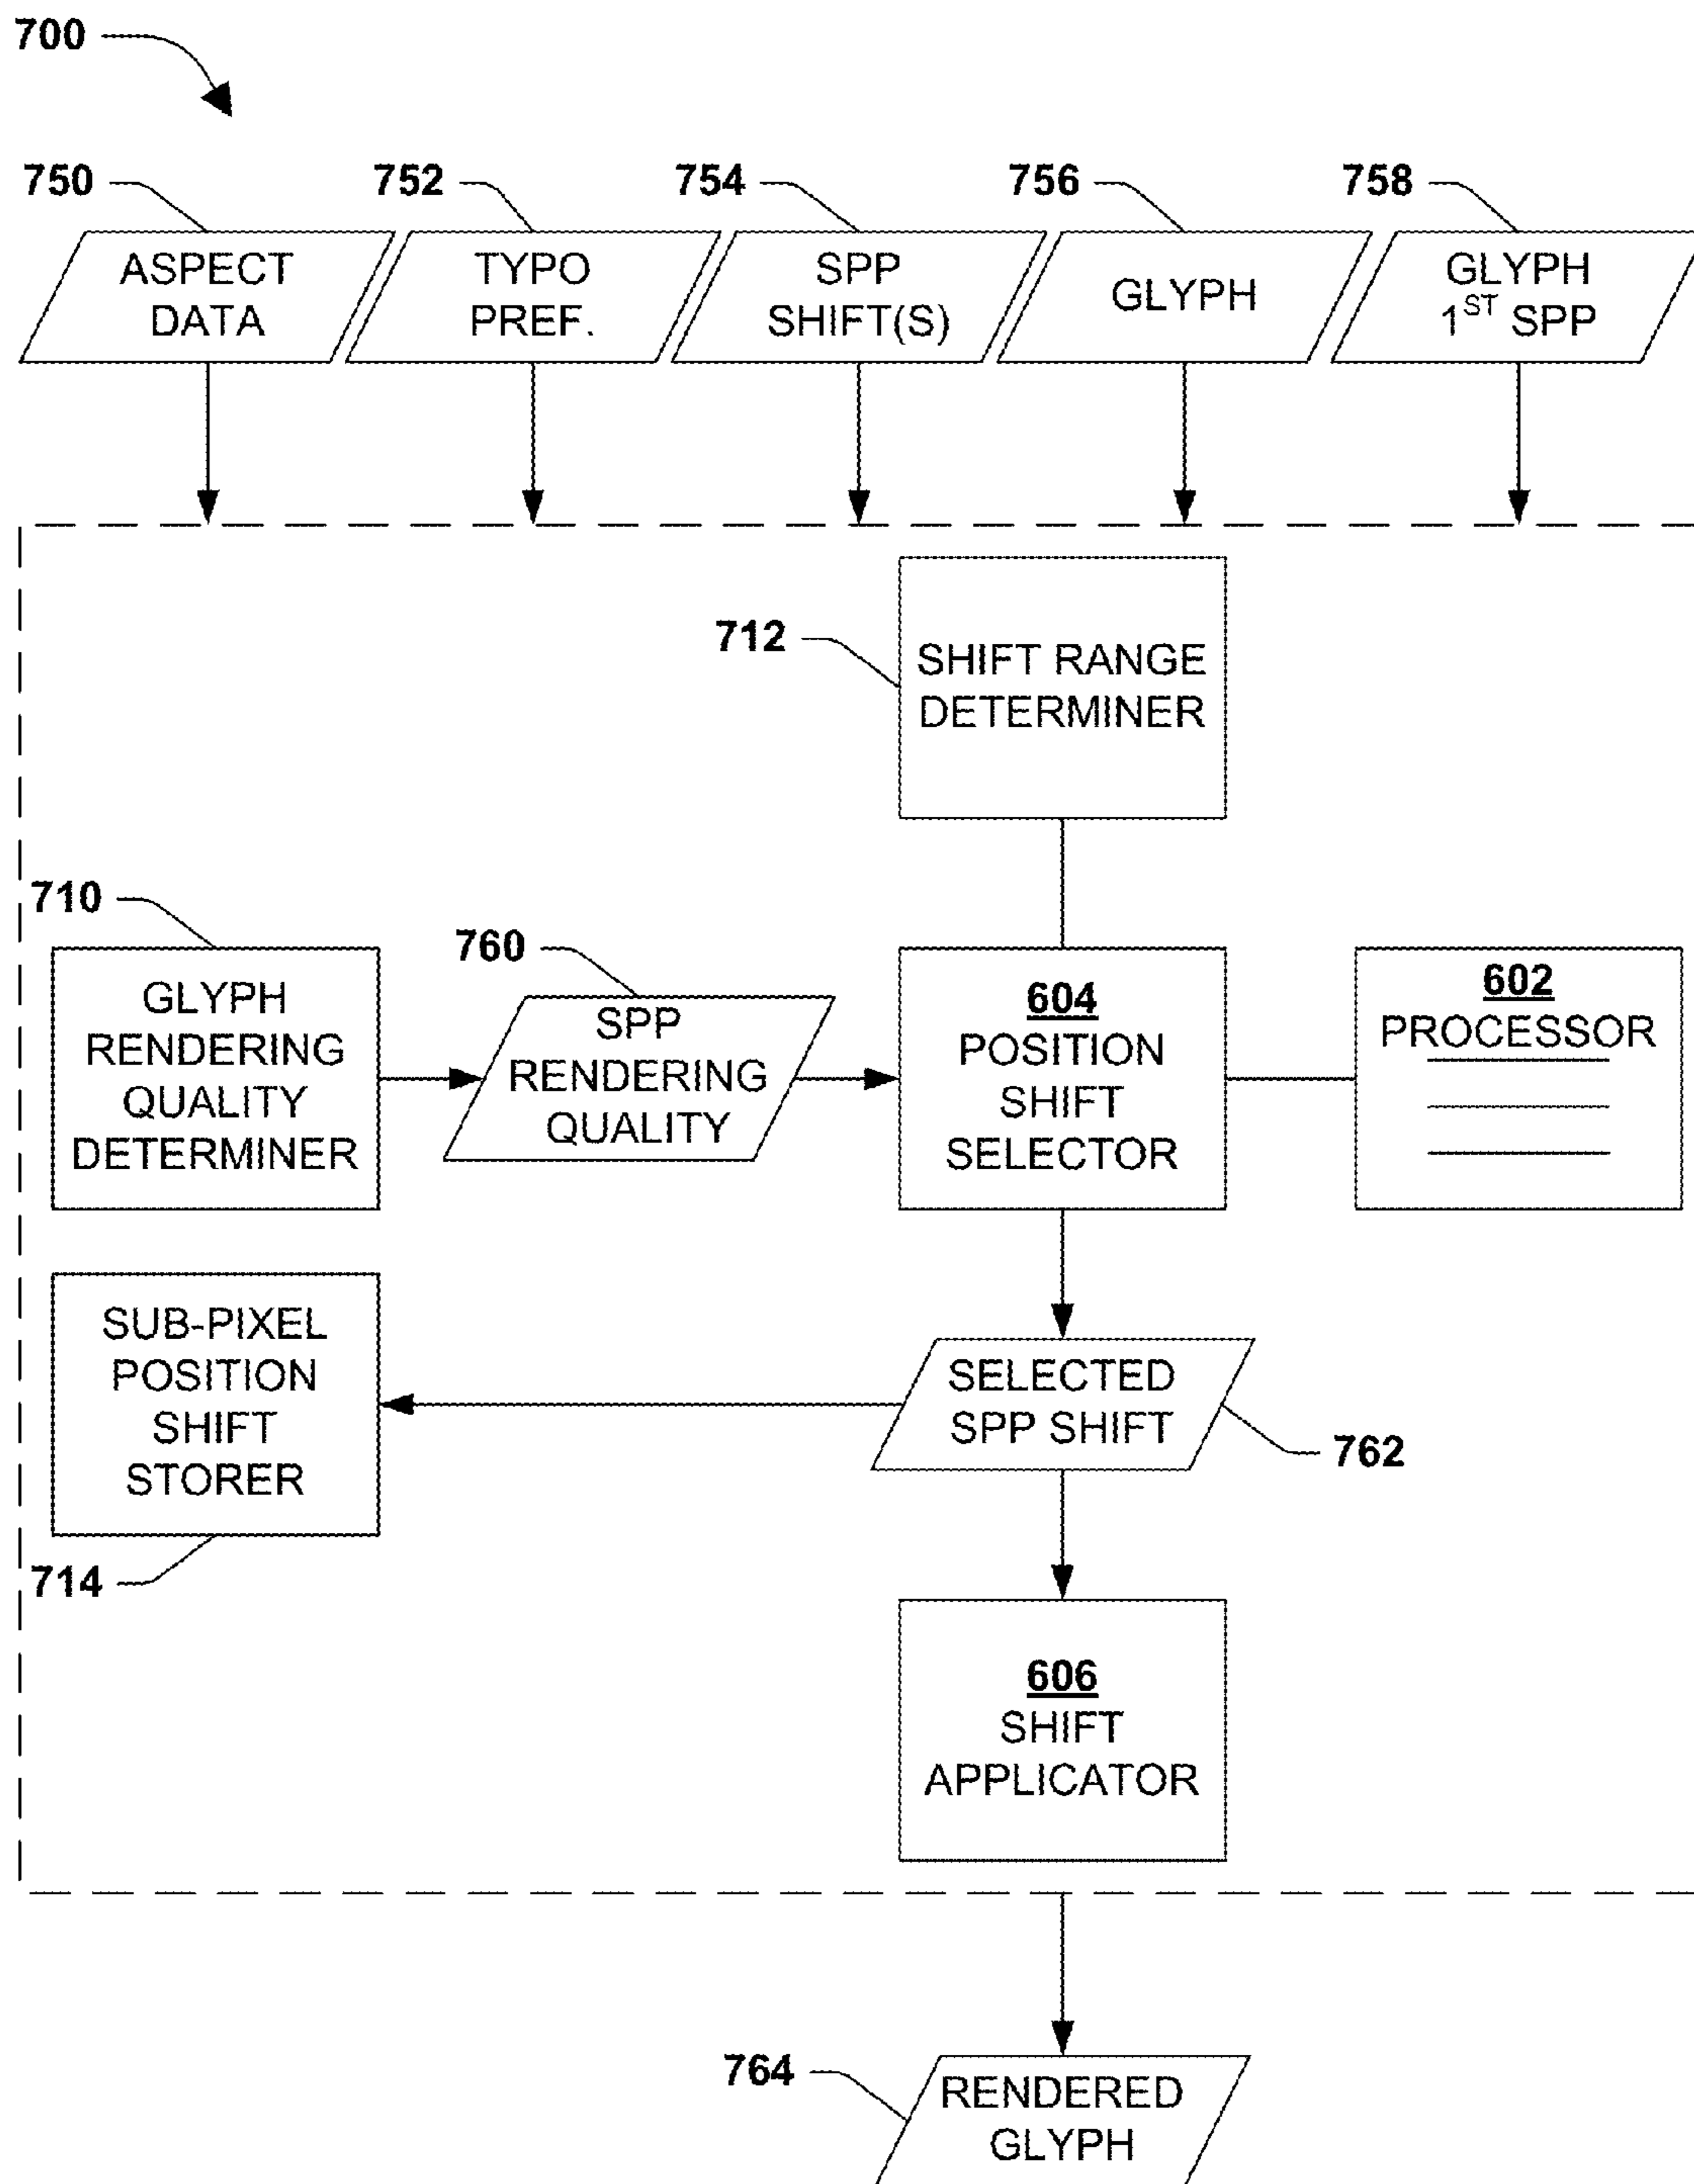 700
750
752
754
756
758
ASPECT
DATA
TYPO
PREF.
SPP
SHIFT(S)
GLYPH
GLYPH
1ST SPP
712
SHIFT RANGE
DETERMINER
710
GLYPH
RENDERING
QUALITY
DETERMINER
760
SPP
RENDERING
QUALITY
604
POSITION
SHIFT
SELECTOR
602
PROCESSOR
SUB-PIXEL
POSITION
SHIFT
STORER
714
SELECTED
SPP SHIFT
762
606
SHIFT
APPLICATOR
764
RENDERED
GLYPH